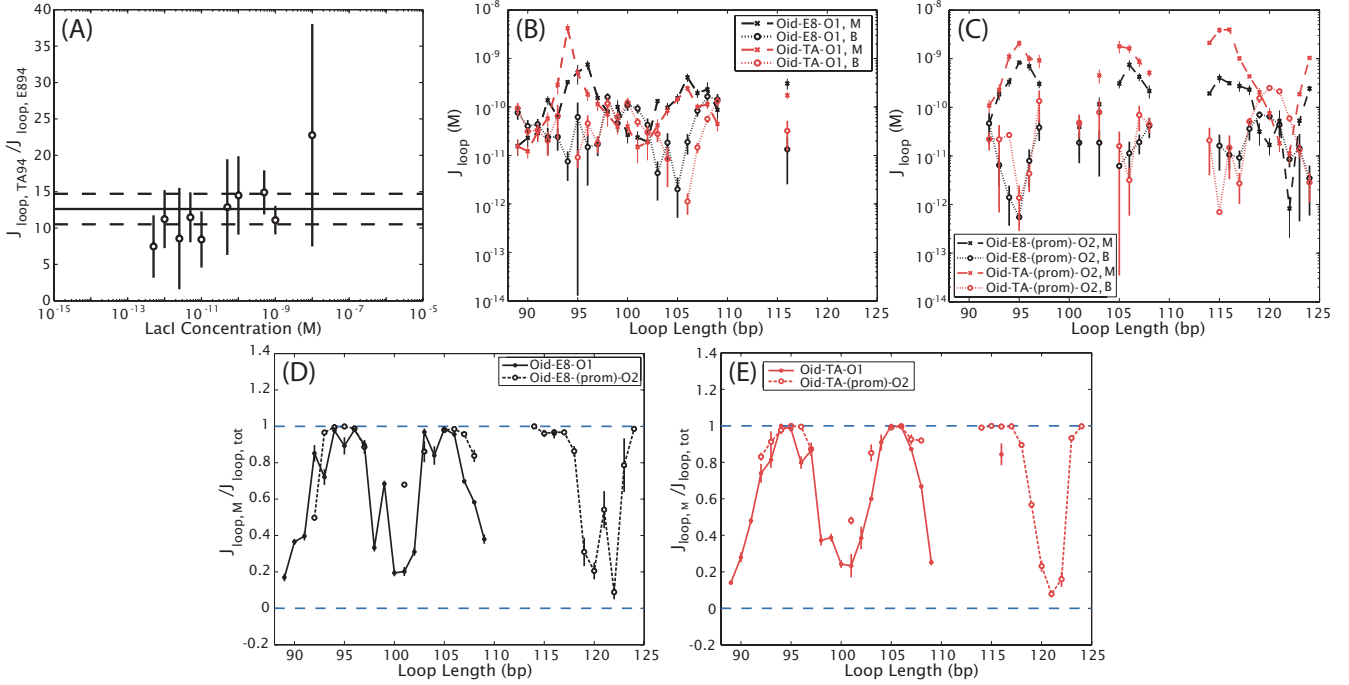 (A)
J loop, TA94 / J loop, E894
40
35
30
25
20
15
10
5
0
10-15 10-13 10-11 10-9 10-7 10-5
LacI Concentration (M)
(B)
Oid-E8-O1, M
Oid-E8-O1, B
Oid-TA-O1, M
Oid-TA-O1, B
J loop (M)
10-8
10-9
10-10
10-11
10-12
10-13
10-14
90 95 100 105 110 115 120 125
Loop Length (bp)
(C)
J loop (M)
10-8
10-9
10-10
10-11
10-12
10-13
10-14
Oid-E8-(prom)-O2, M
Oid-E8-(prom)-O2, B
Oid-TA-(prom)-O2, M
Oid-TA-(prom)-O2, B
90 95 100 105 110 115 120 125
Loop Length (bp)
(D)
Oid-E8-O1
Oid-E8-(prom)-O2
J loop, M / J loop, tot
1.4
1.2
1
0.8
0.6
0.4
0.2
0
-0.2
90 95 100 105 110 115 120 125
Loop Length (bp)
(E)
Oid-TA-O1
Oid-TA-(prom)-O2
J loop, M / J loop, tot
1.4
1.2
1
0.8
0.6
0.4
0.2
0
-0.2
90 95 100 105 110 115 120 125
Loop Length (bp)